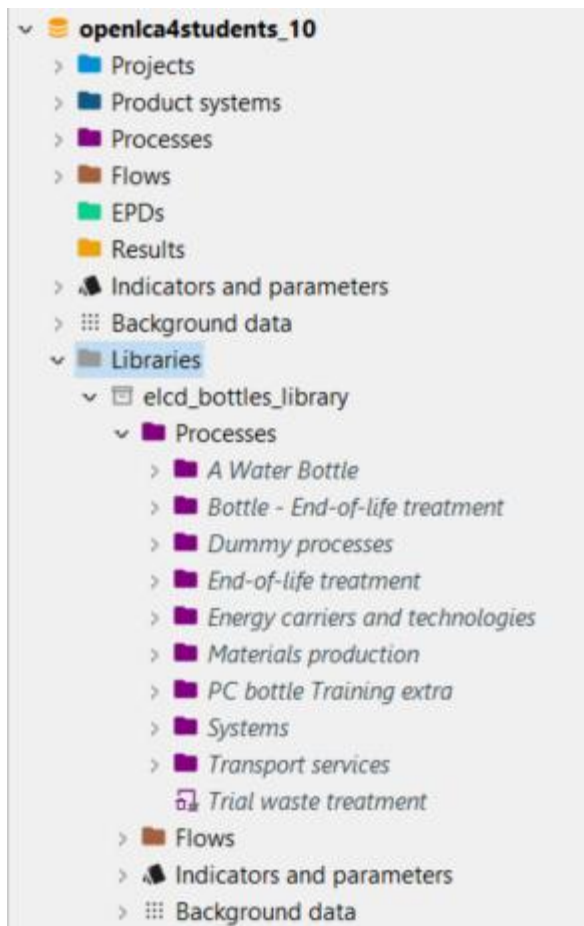 openlca4students_10
Projects
Product systems
Processes
Flows
EPDs
Results
Indicators and parameters
Background data
Libraries
elcd_bottles_library
Processes
A Water Bottle
Bottle - End-of-life treatment
Dummy processes
End-of-life treatment
Energy carriers and technologies
Materials production
PC bottle Training extra
Systems
Transport services
Trial waste treatment
Flows
Indicators and parameters
Background data